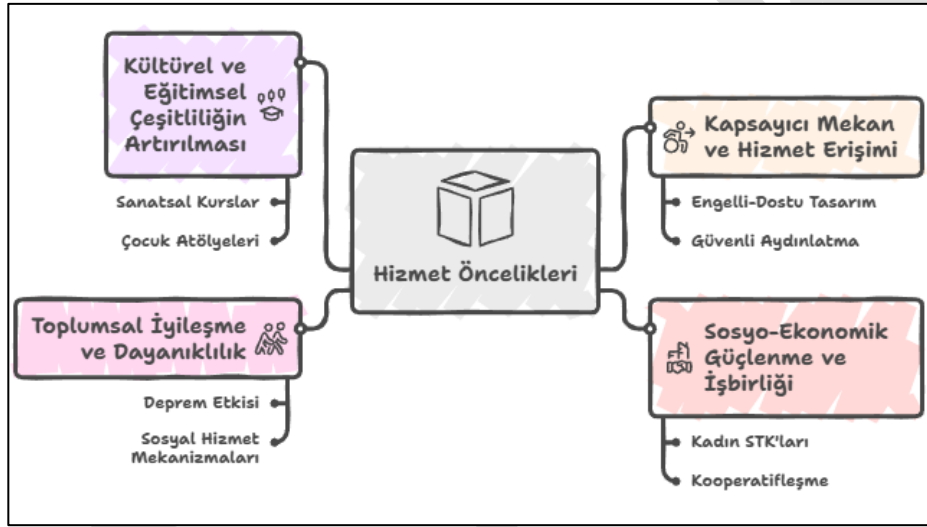 Kültürel ve
Eğitimsel
Çeşitliliğin
Artırılması
Sanatsal Kurslar
Çocuk Atölyeleri
Toplumsal İyileşme
ve Dayanıklılık
Deprem Etkisi
Sosyal Hizmet
Mekanizmaları
Hizmet Öncelikleri
Kapsayıcı Mekan
ve Hizmet Erişimi
Engelli-Dostu Tasarım
Güvenli Aydınlatma
Sosyo-Ekonomik
Güçlenme ve
İşbirliği
Kadın STK'ları
Kooperatifleşme